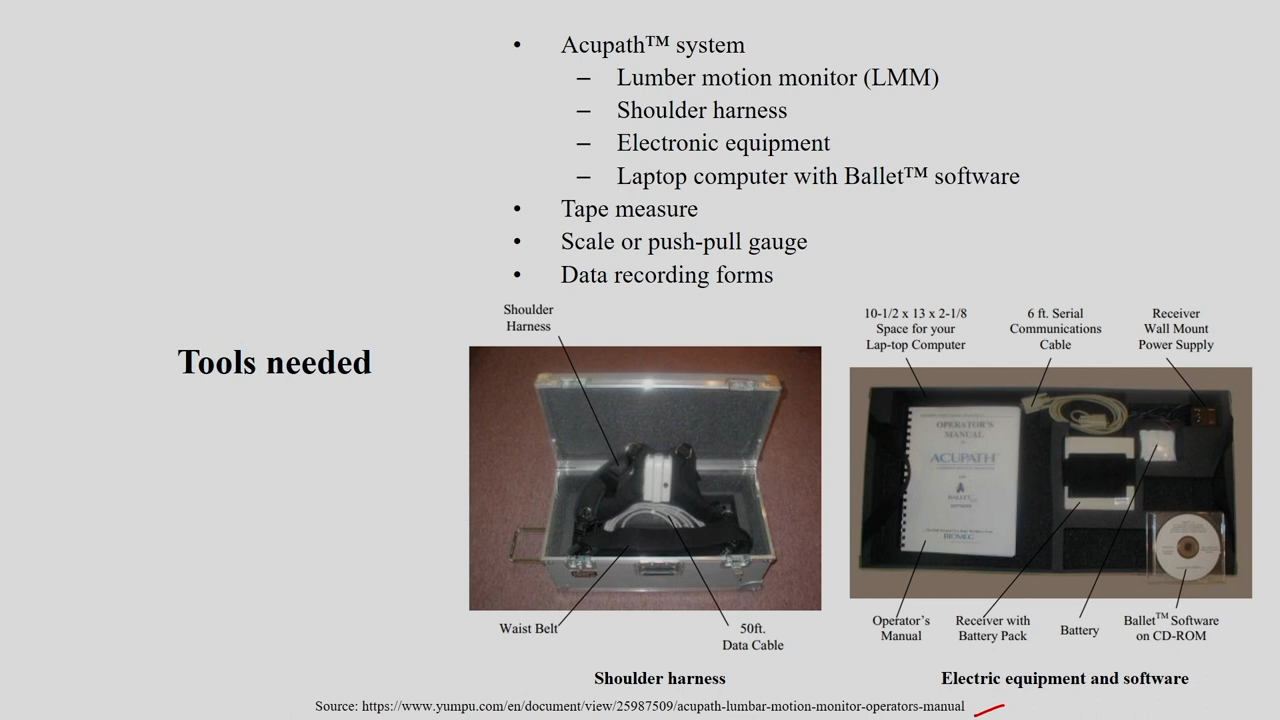 • Acupath™ system
– Lumber motion monitor (LMM)
– Shoulder harness
– Electronic equipment
– Laptop computer with Ballet™ software
• Tape measure
• Scale or push-pull gauge
• Data recording forms
Tools needed
Shoulder
Harness
Waist Belt
50ft.
Data Cable
Shoulder harness
10-1/2 x 13 x 2-1/8
Space for your
Lap-top Computer
6 ft. Serial
Communications
Cable
Receiver
Wall Mount
Power Supply
OPERATOR'S
MANUAL
ACUPATH
BALLET
SOFTWARE
BIOMEC
Operator's
Manual
Receiver with
Battery Pack
Battery
Ballet™ Software
on CD-ROM
Electric equipment and software
Source: https://www.yumpu.com/en/document/view/25987509/acupath-lumbar-motion-monitor-operators-manual